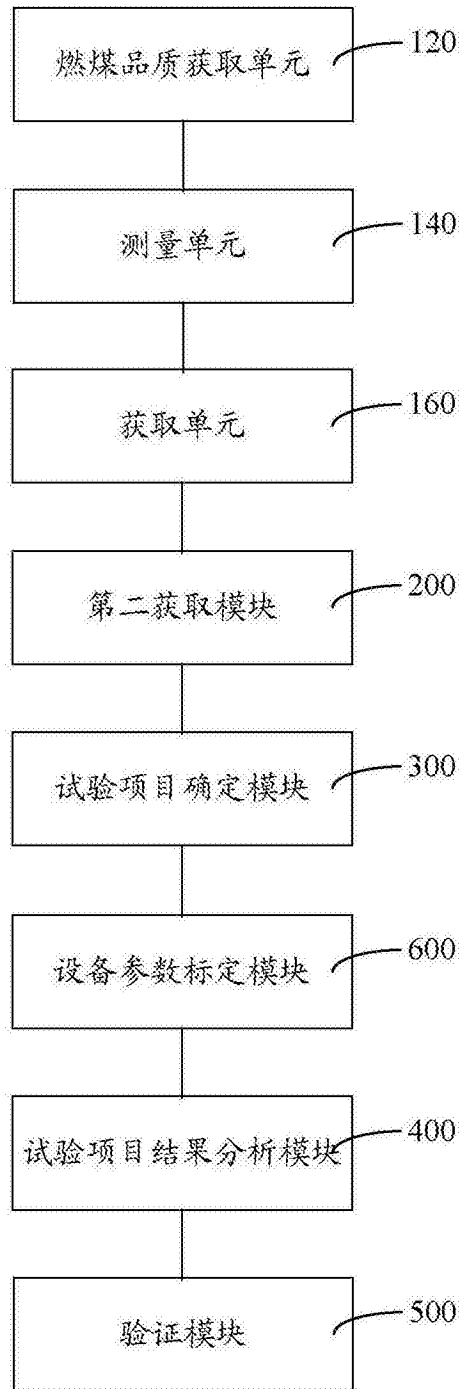 燃煤品质获取单元
120
测量单元
140
获取单元
160
第二获取模块
200
试验项目确定模块
300
设备参数标定模块
600
试验项目结果分析模块
400
验证模块
500